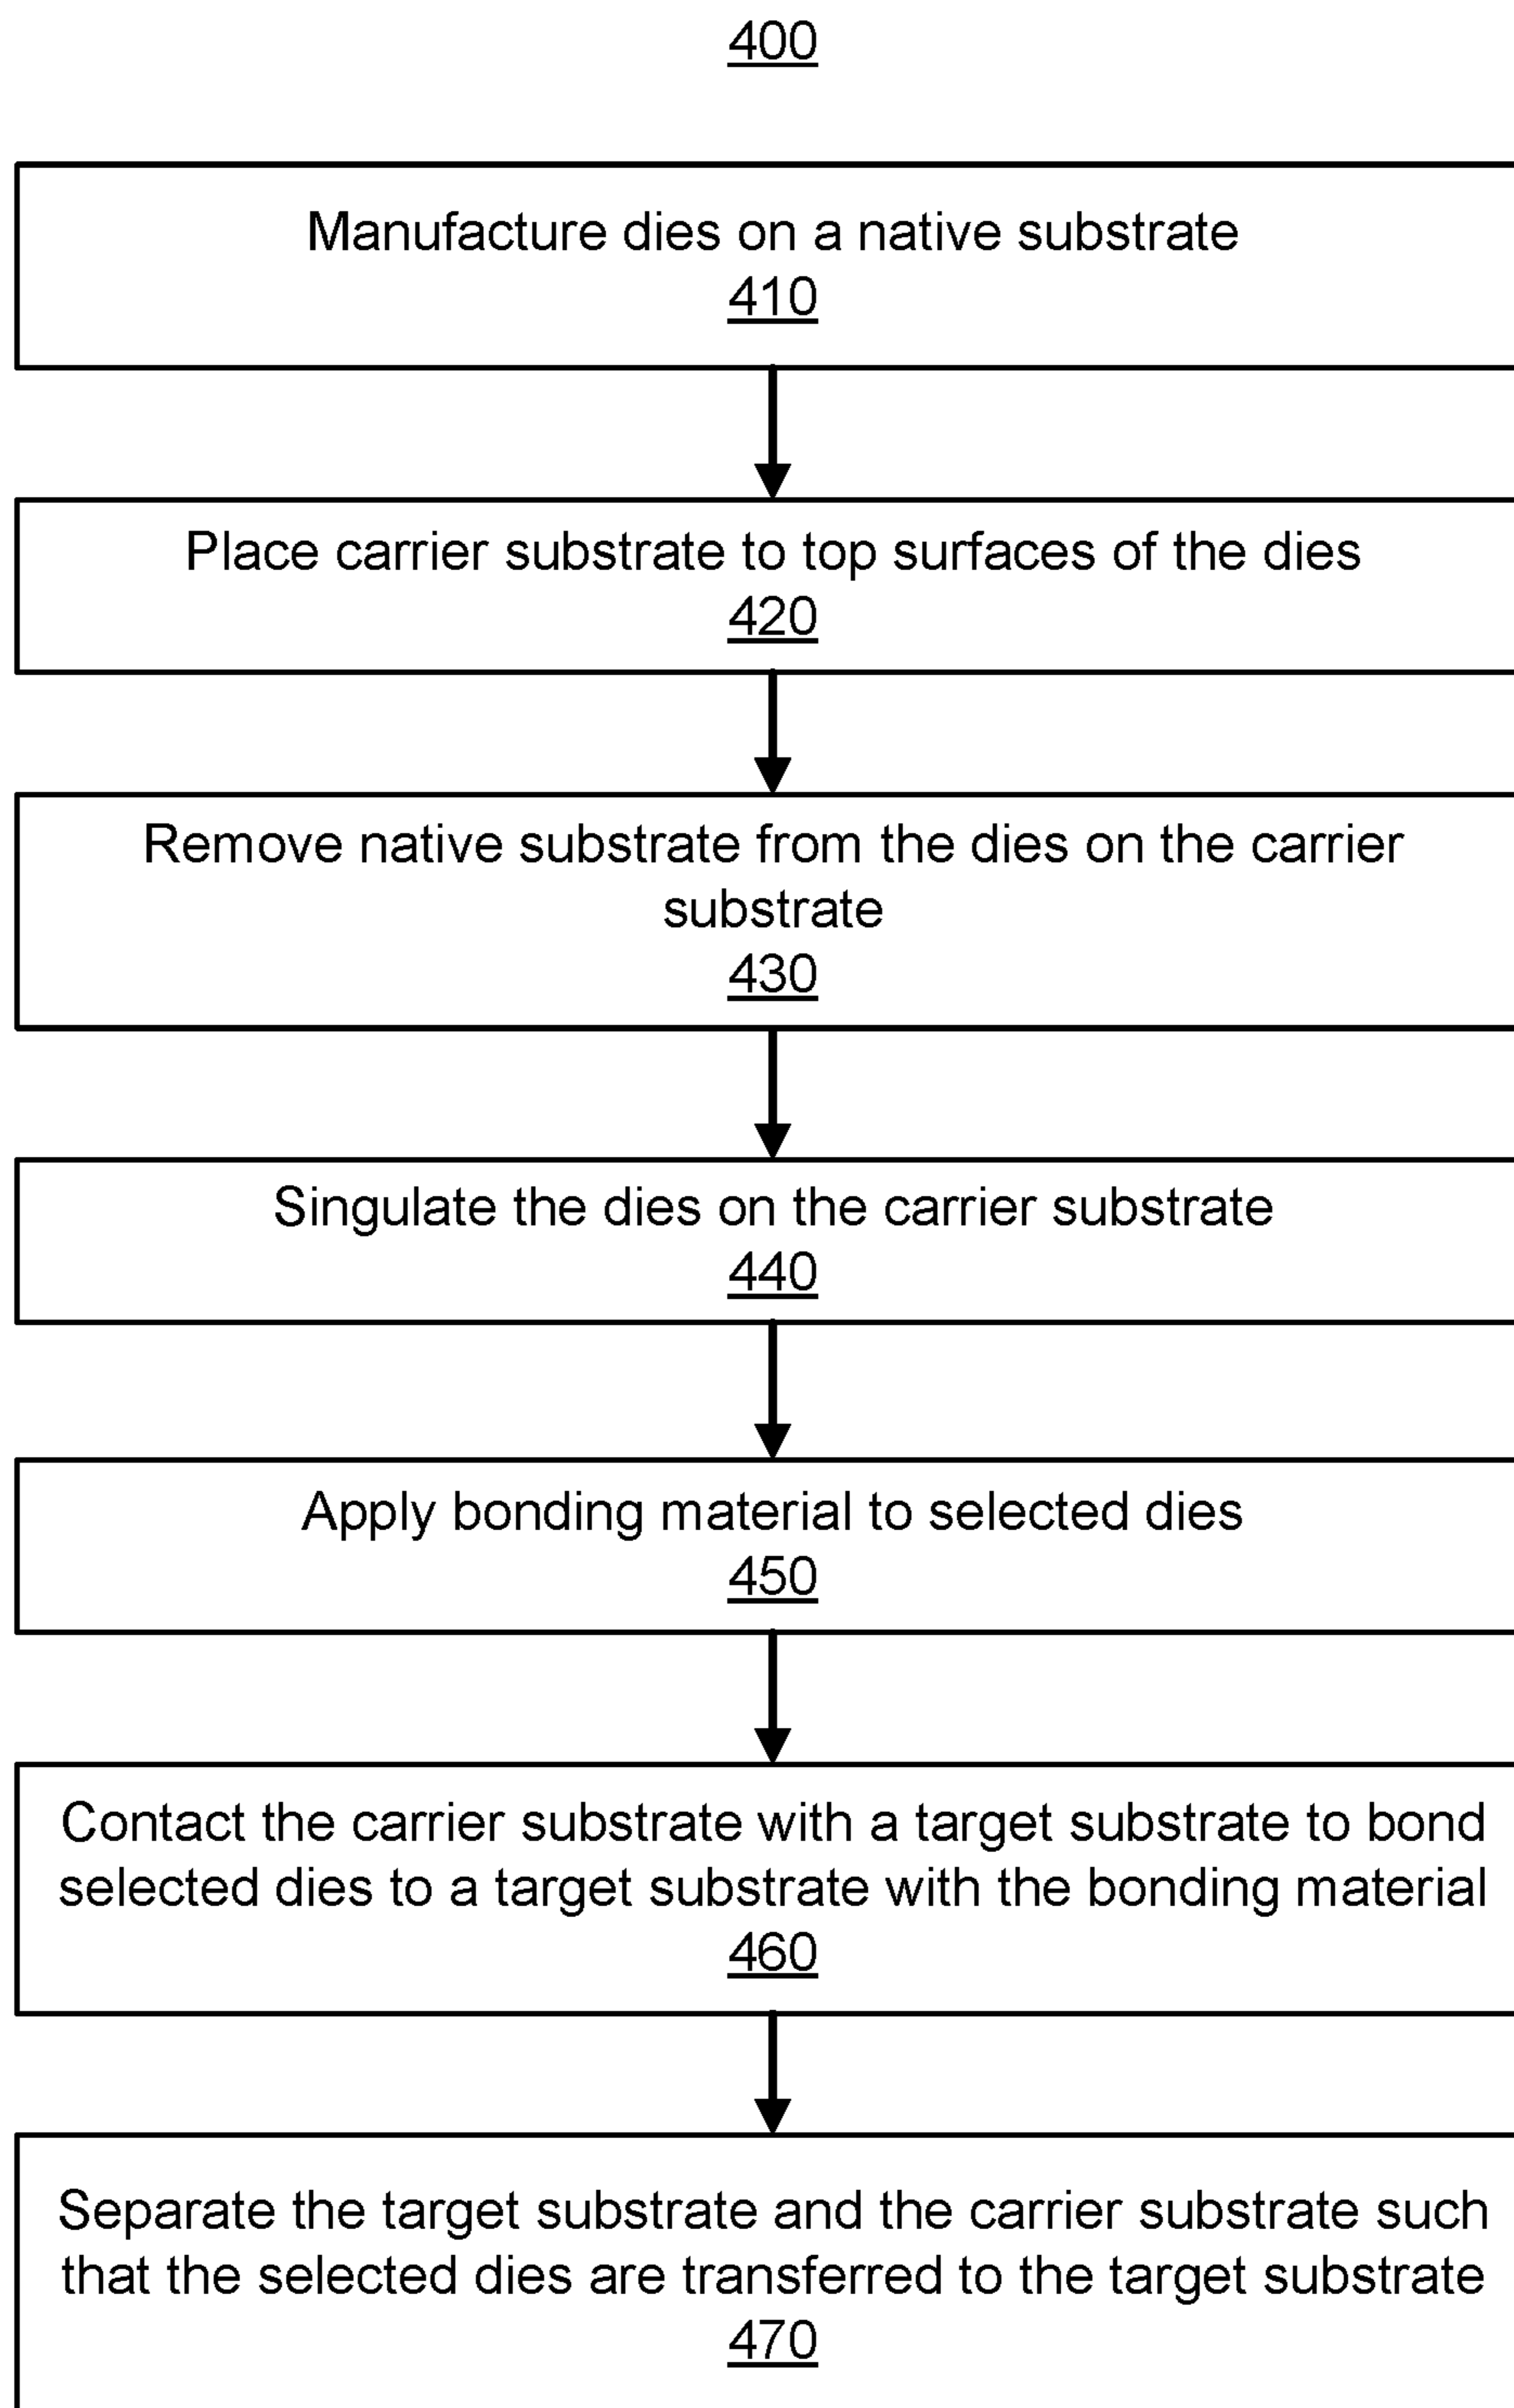 400
Manufacture dies on a native substrate
410
Place carrier substrate to top surfaces of the dies
420
Remove native substrate from the dies on the carrier
substrate
430
Singulate the dies on the carrier substrate
440
Apply bonding material to selected dies
450
Contact the carrier substrate with a target substrate to bond
selected dies to a target substrate with the bonding material
460
Separate the target substrate and the carrier substrate such
that the selected dies are transferred to the target substrate
470